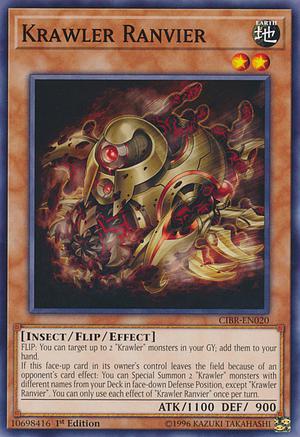 Krawler Ranvier
EARTH
地
CIBR-EN020
[Insect/Flip/Effect]
FLIP: You can target up to 2 "Krawler" monsters in your GY; add them to your hand.
If this face-up card in its owner's control leaves the field because of an opponent's card effect: You can Special Summon 2 "Krawler" monsters with different names from your Deck in face-down Defense Position, except "Krawler Ranvier". You can only use each effect of "Krawler Ranvier" once per turn.
ATK/1100 DEF/ 900
10698416 1st Edition ©1996 KAZUKI TAKAHASHI